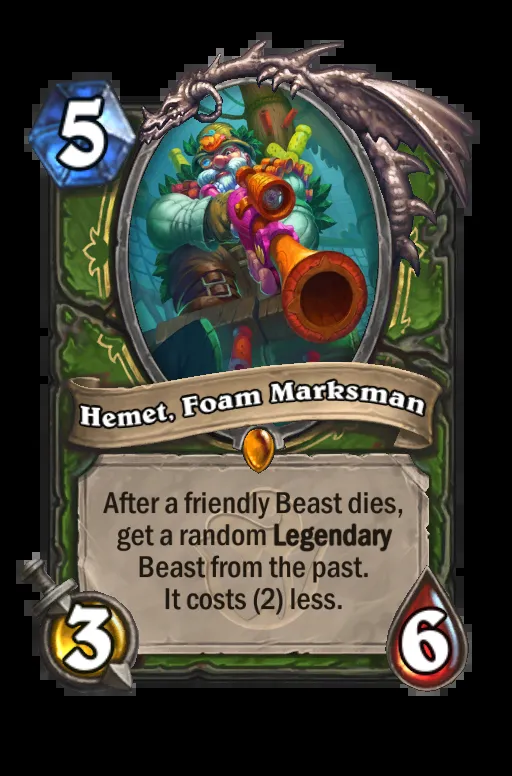 5
Hemet, Foam Marksman
After a friendly Beast dies,
get a random Legendary
Beast from the past.
It costs (2) less.
3
6